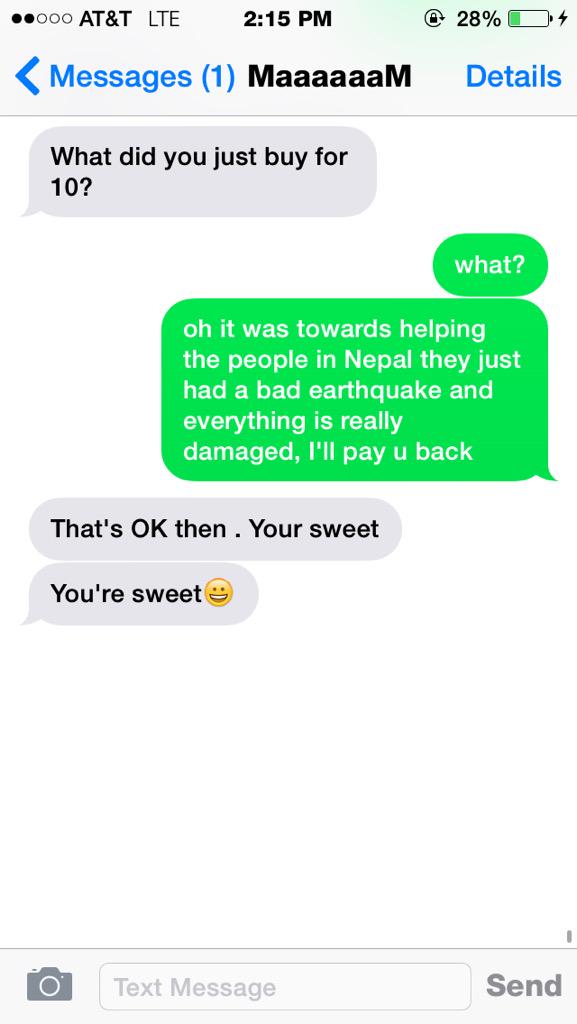 AT&T LTE 2:15 PM 28%
Messages (1) MaaaaaaM Details
What did you just buy for
10?
what?
oh it was towards helping
the people in Nepal they just
had a bad earthquake and
everything is really
damaged, I'll pay u back
That's OK then . Your sweet
You're sweet😀
Text Message Send